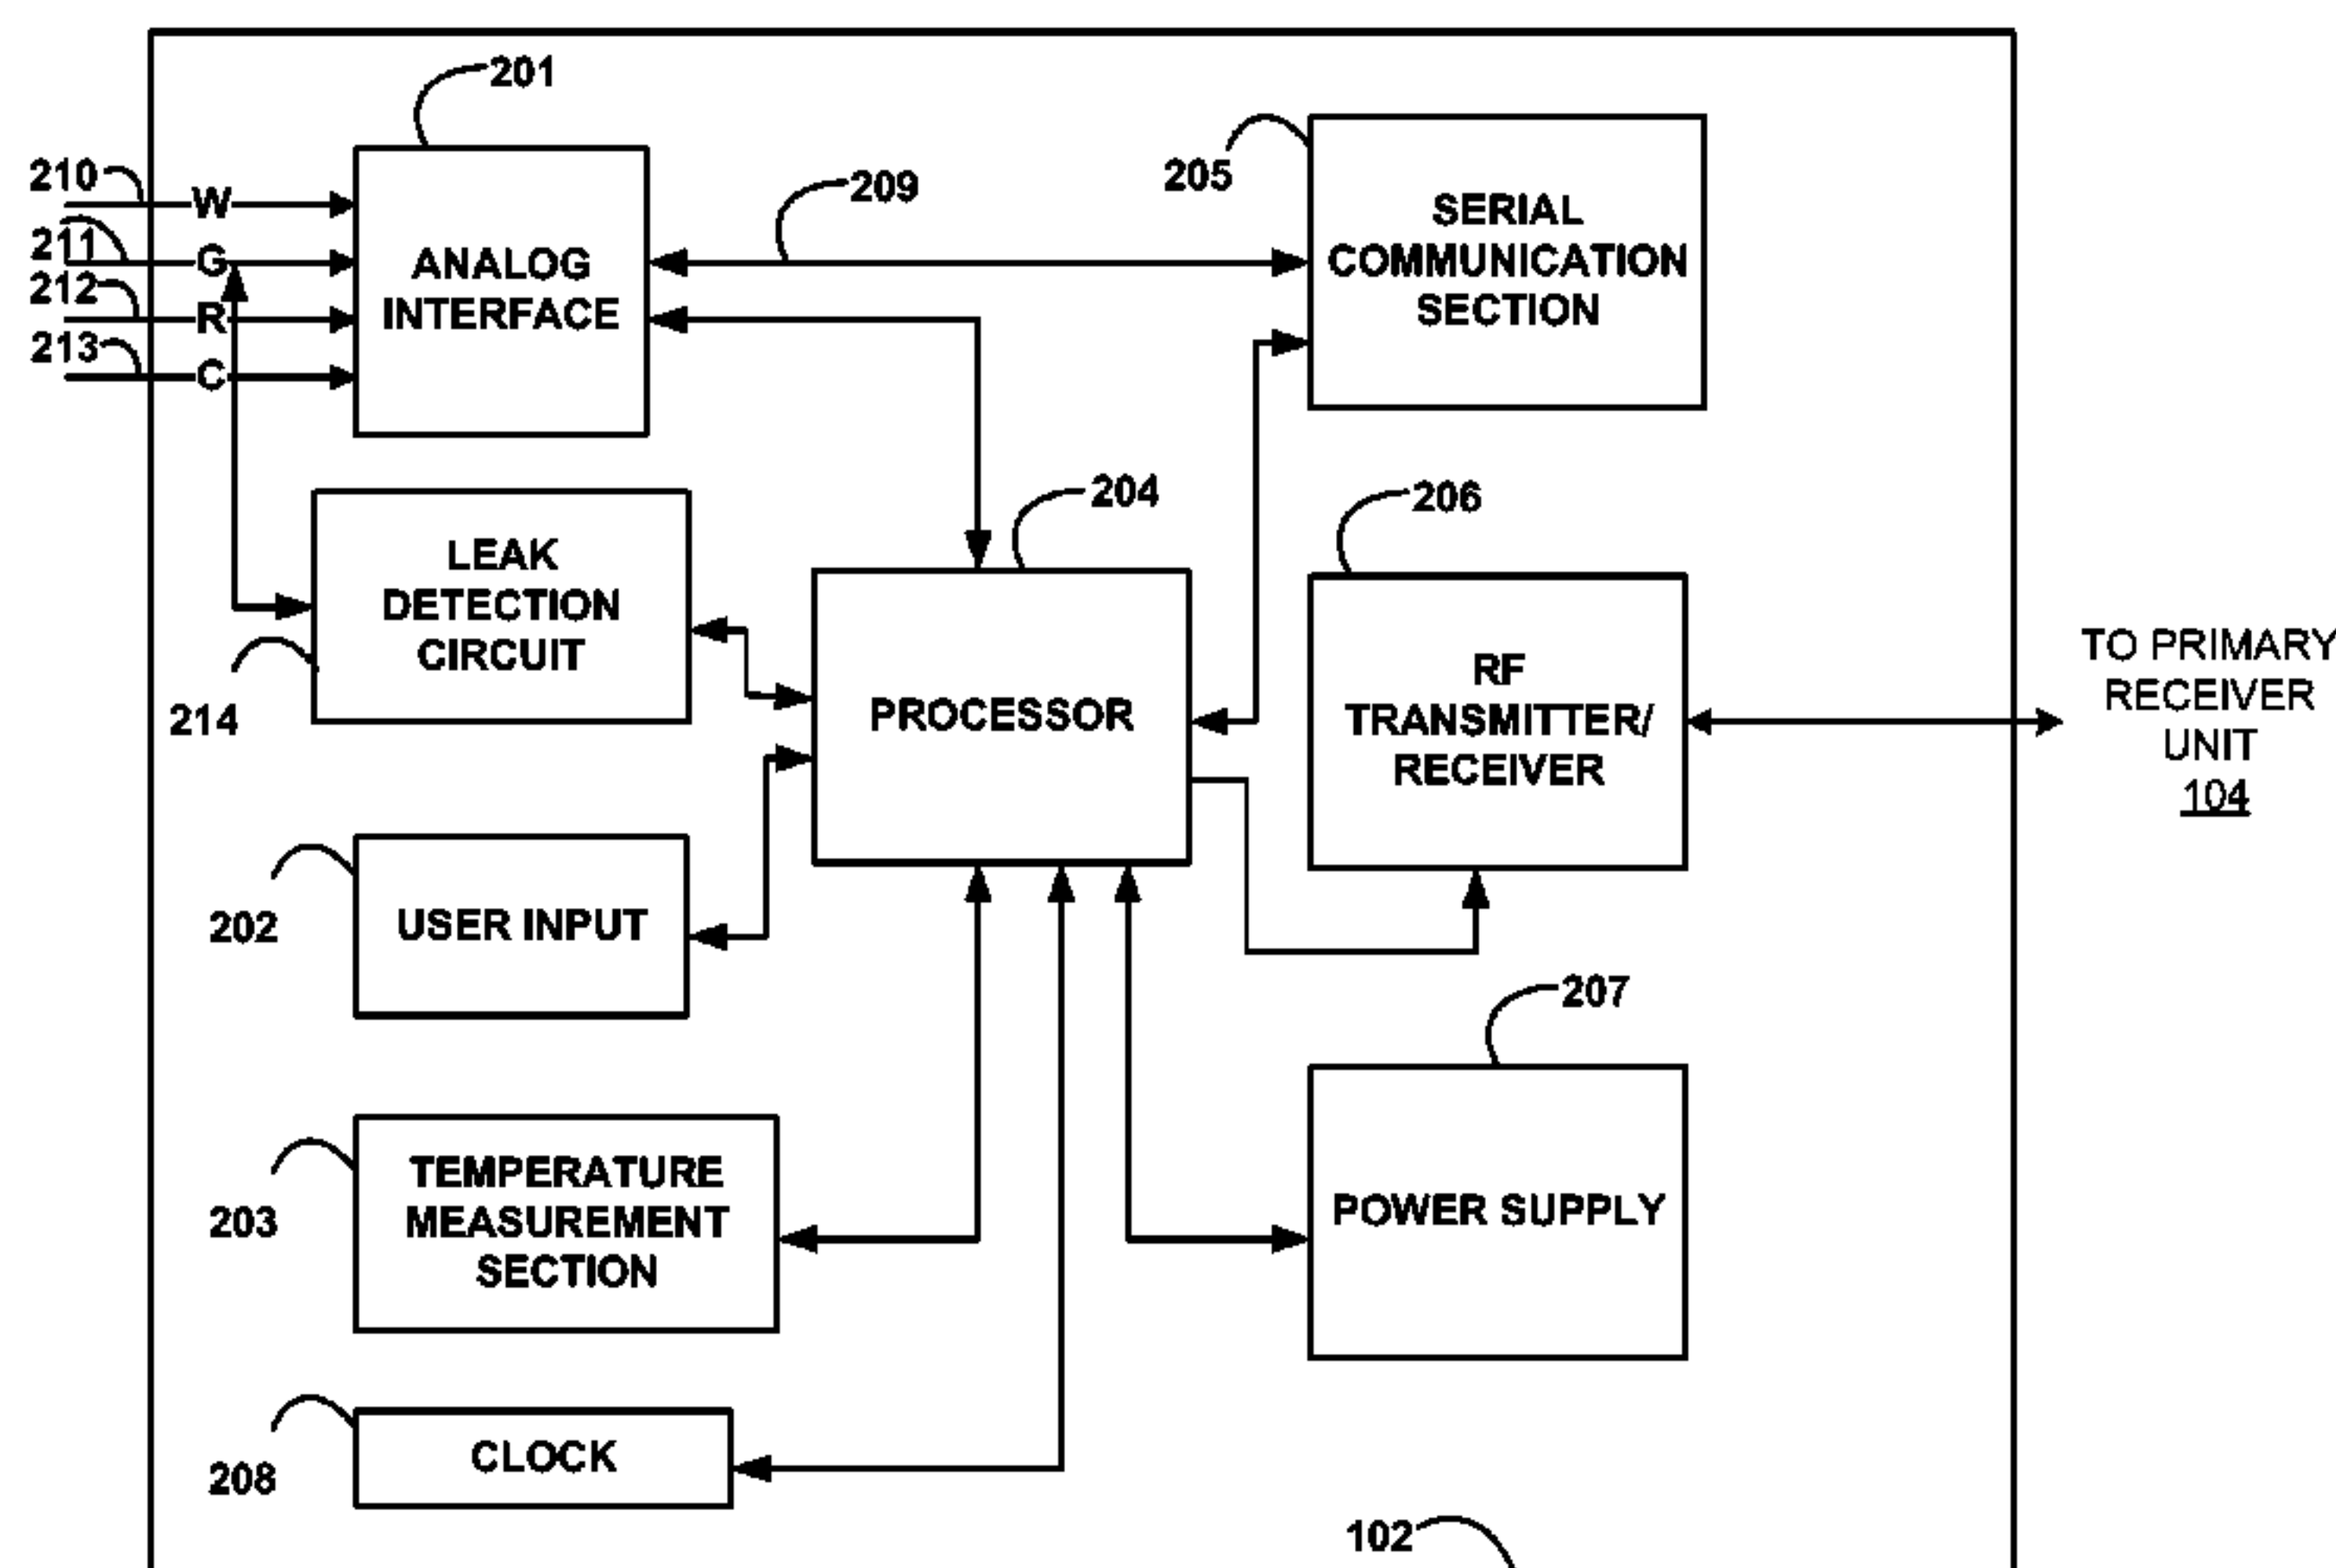 201
210
W
211
G
212
R
213
C
ANALOG
INTERFACE
209
205
SERIAL
COMMUNICATION
SECTION
LEAK
DETECTION
CIRCUIT
214
204
PROCESSOR
206
RF
TRANSMITTER/
RECEIVER
TO PRIMARY
RECEIVER
UNIT
104
202
USER INPUT
207
POWER SUPPLY
203
TEMPERATURE
MEASUREMENT
SECTION
208
CLOCK
102